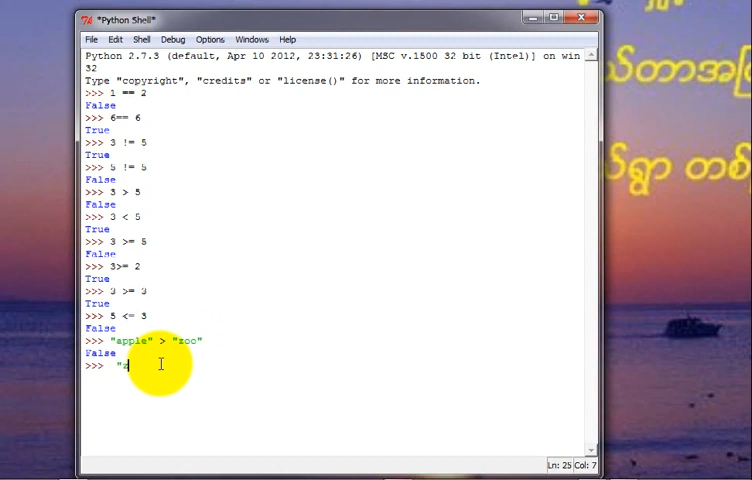 *Python Shell*
File Edit Shell Debug Options Windows Help
Python 2.7.3 (default, Apr 10 2012, 23:31:26) [MSC v.1500 32 bit (Intel)] on win
32
Type "copyright", "credits" or "license()" for more information.
>>> 1 == 2
False
>>> 6== 6
True
>>> 3 != 5
True
>>> 5 != 5
False
>>> 3 > 5
False
>>> 3 < 5
True
>>> 3 >= 5
False
>>> 3>= 2
True
>>> 3 >= 3
True
>>> 5 <= 3
False
>>> "apple" > "zoo"
False
>>> "z
Ln: 25 Col: 7